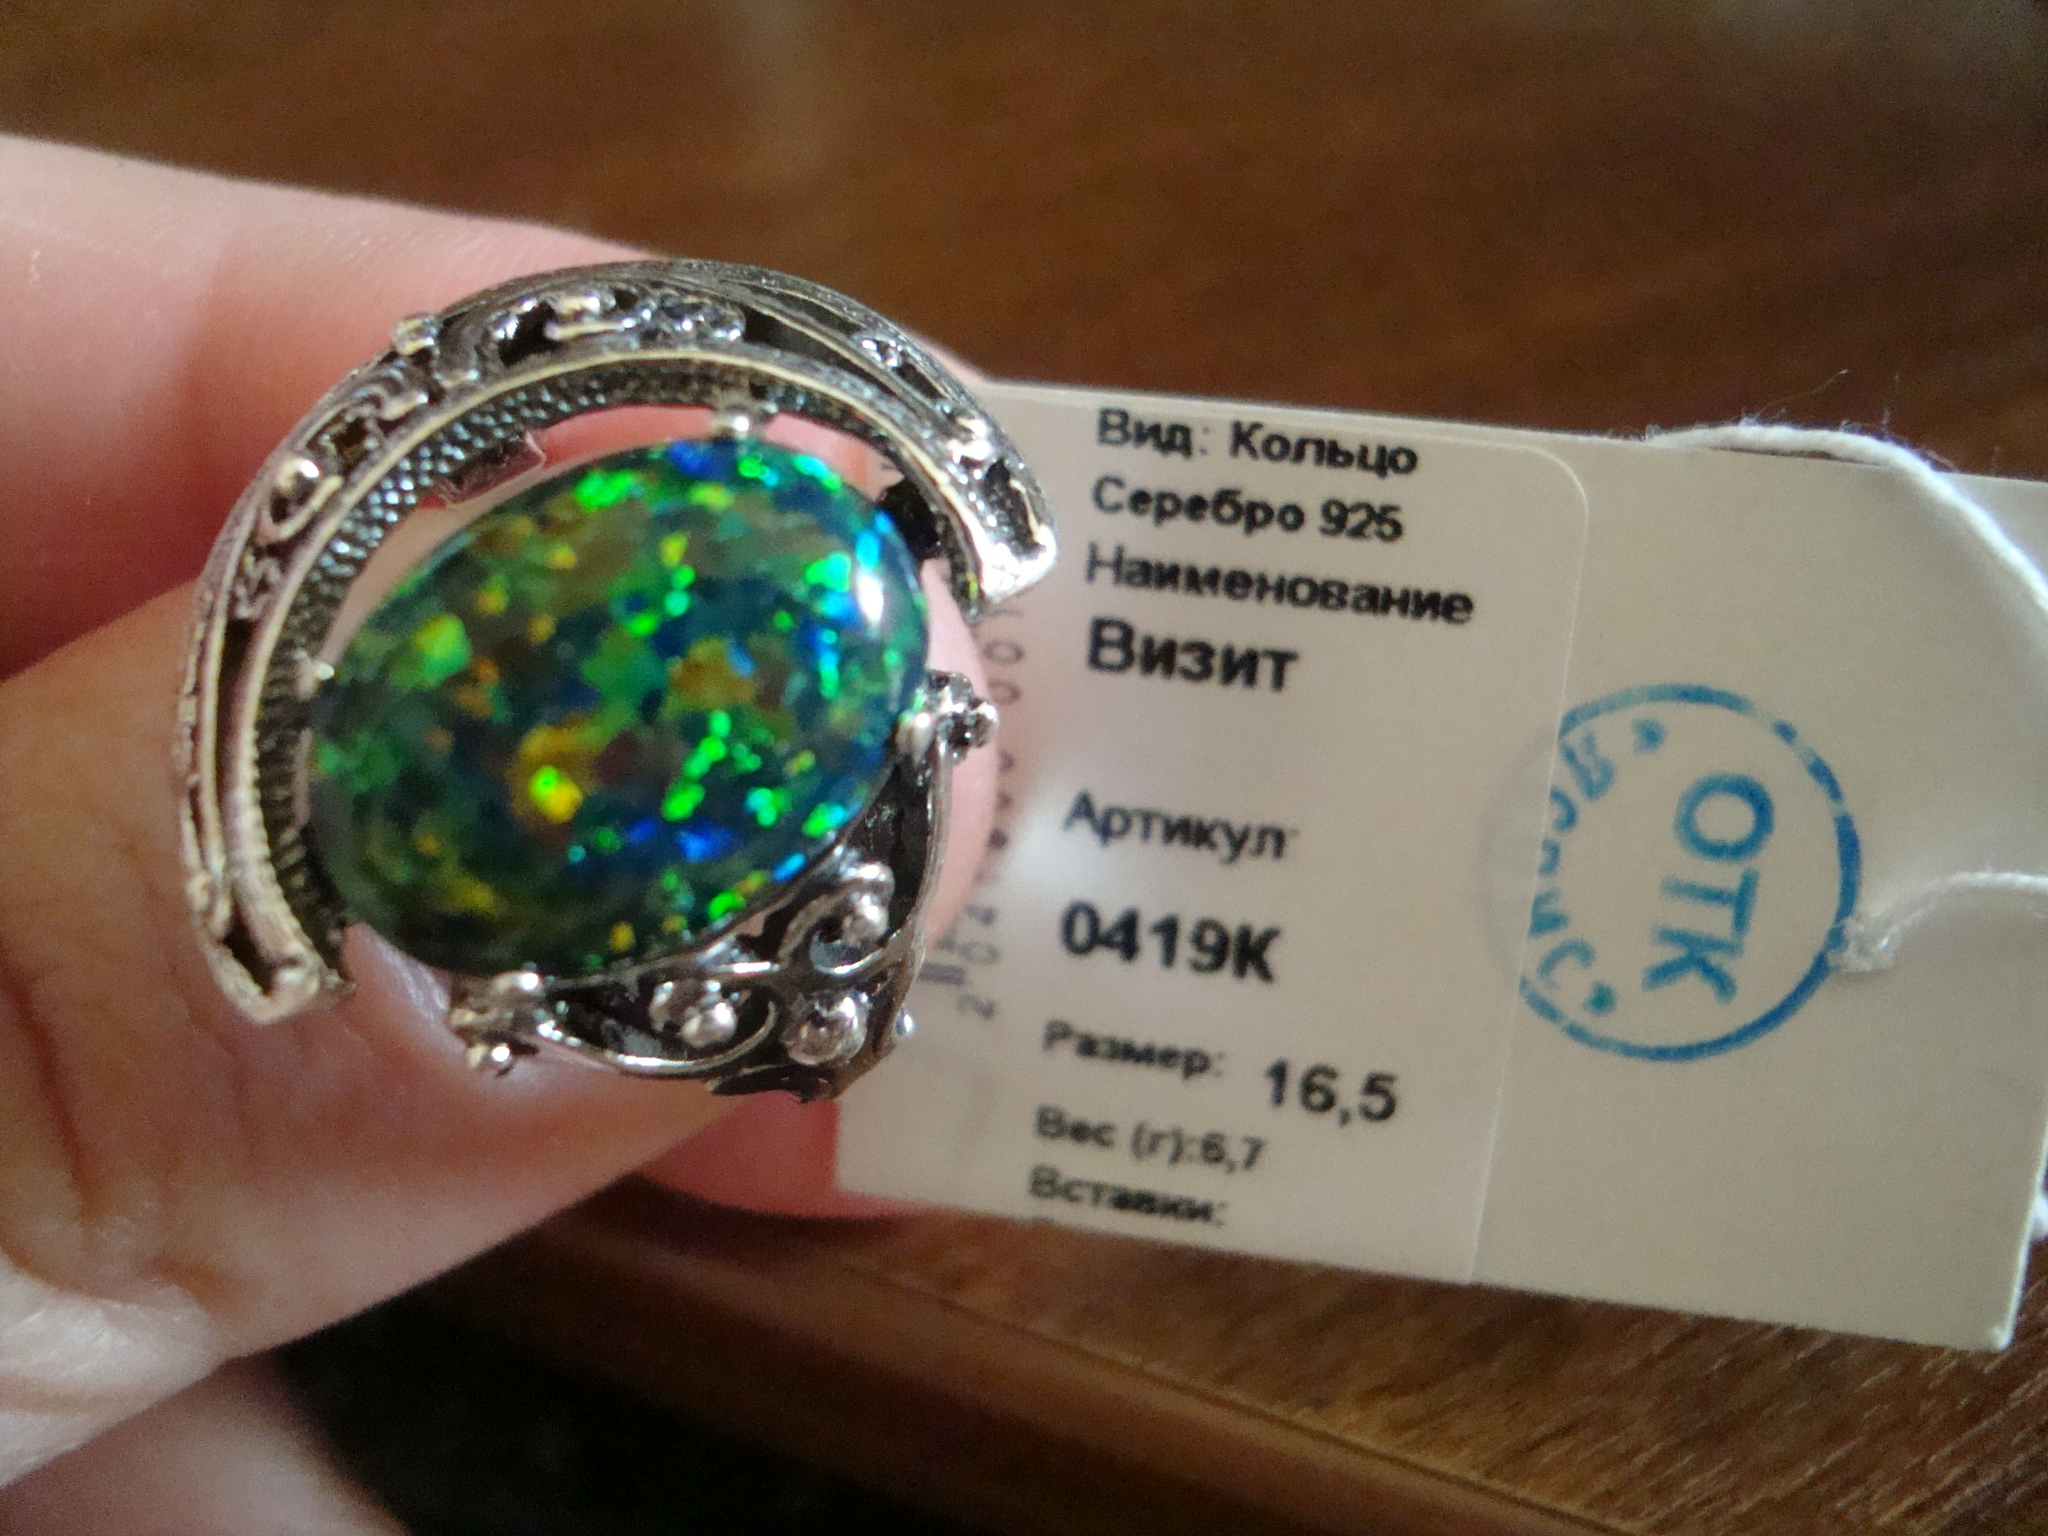 Вид: Кольцо
Серебро 925
Наименование
Визит
Артикул:
0419К
Размер: 16,5
Вес (г):6,7
Вставки:
ОТК